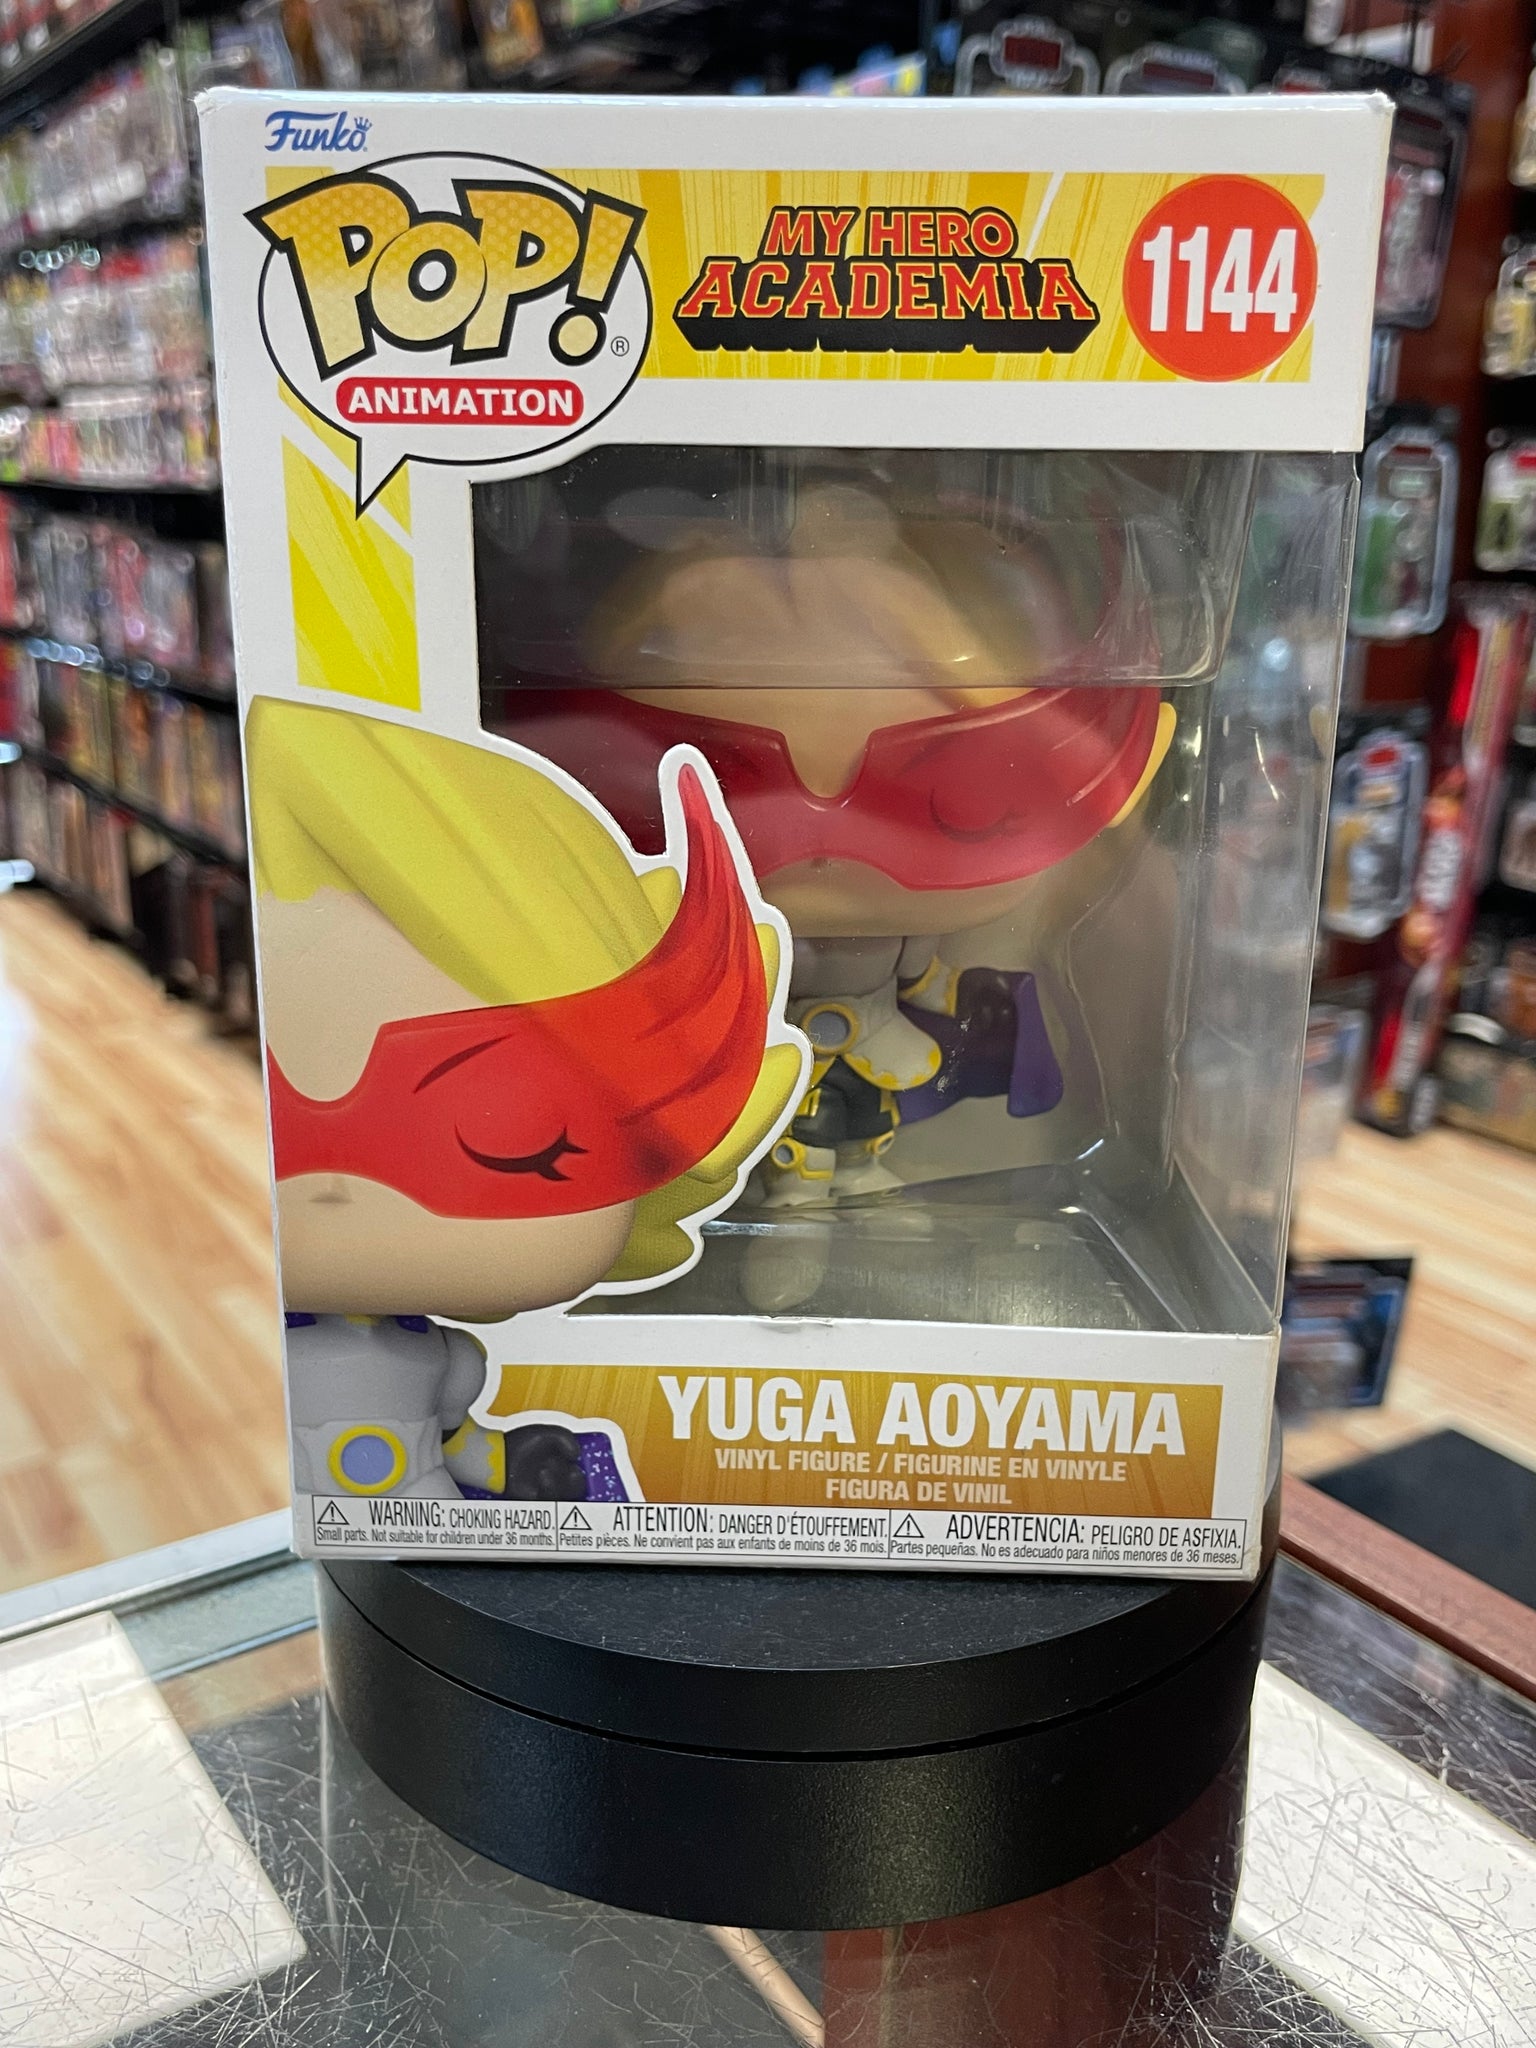 Funko
POP!®
ANIMATION
MY HERO
ACADEMIA
1144
YUGA AOYAMA
VINYL FIGURE / FIGURINE EN VINYLE
FIGURA DE VINIL
WARNING: CHOKING HAZARD.
Small parts. Not suitable for children under 36 months.
ATTENTION: DANGER D'ÉTOUFFEMENT.
Petites pièces. Ne convient pas aux enfants de moins de 36 mois.
ADVERTENCIA: PELIGRO DE ASFIXIA.
Partes pequeñas. No es adecuado para niños menores de 36 meses.